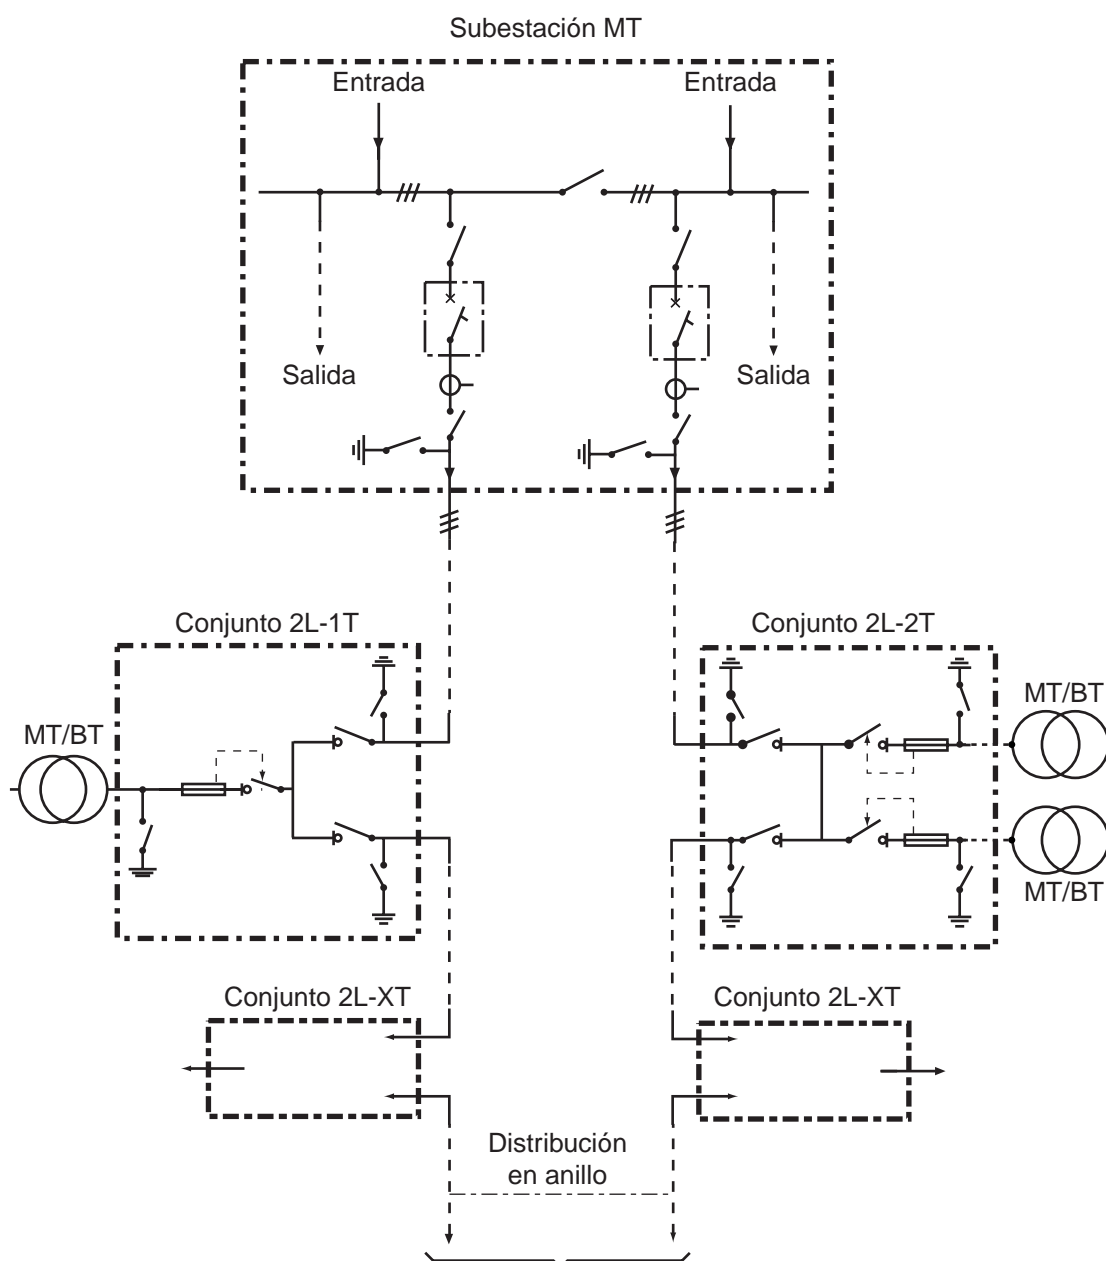 Subestación MT
Entrada
Entrada
Salida
Salida
Conjunto 2L-1T
Conjunto 2L-2T
MT/BT
MT/BT
MT/BT
Conjunto 2L-XT
Conjunto 2L-XT
Distribución
en anillo